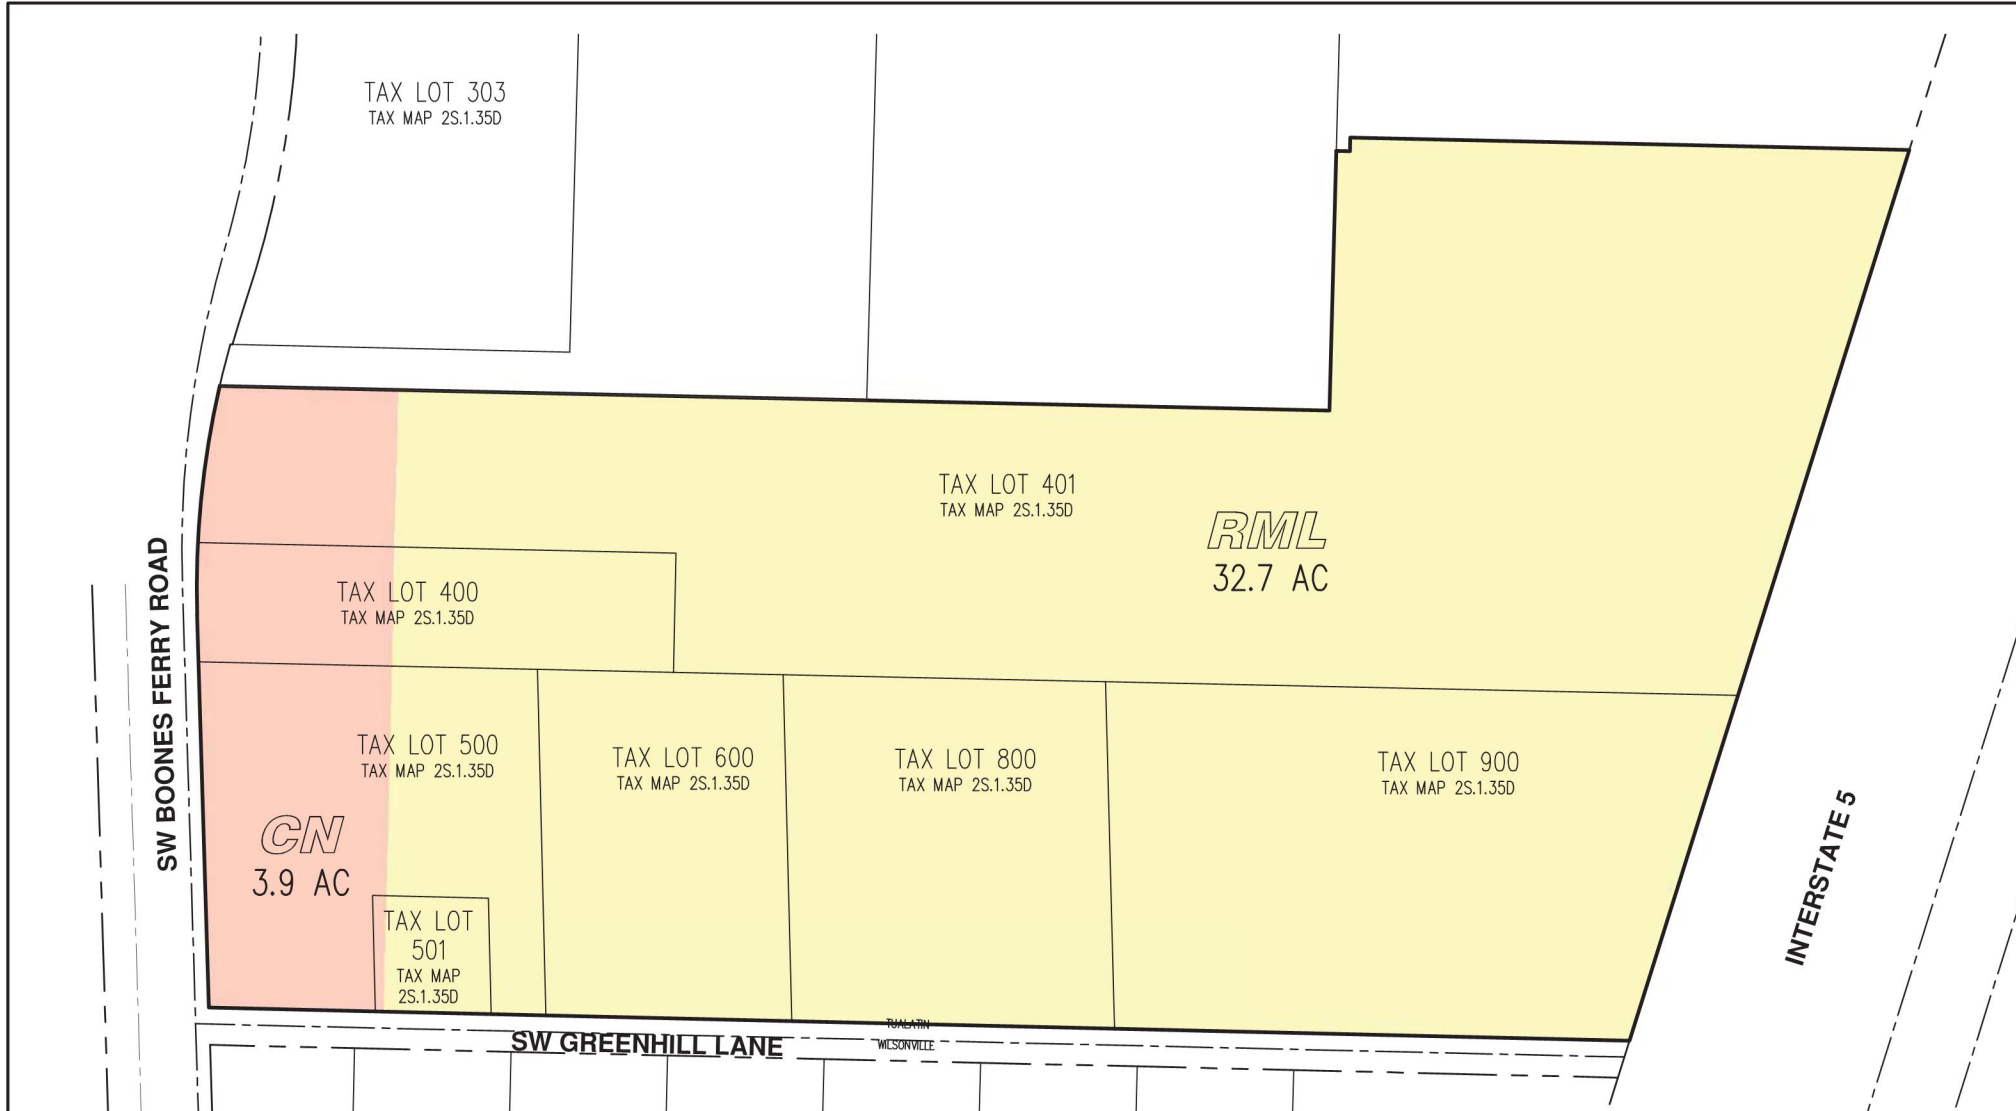 TAX LOT 303
TAX MAP 2S.1.35D
TAX LOT 401
TAX MAP 2S.1.35D
RML
32.7 AC
TAX LOT 400
TAX MAP 2S.1.35D
SW BOONES FERRY ROAD
TAX LOT 500
TAX MAP 2S.1.35D
TAX LOT 600
TAX MAP 2S.1.35D
TAX LOT 800
TAX MAP 2S.1.35D
TAX LOT 900
TAX MAP 2S.1.35D
CN
3.9 AC
TAX LOT
501
TAX MAP
2S.1.35D
INTERSTATE 5
SW GREENHILL LANE
TUALATIN
WILSONVILLE